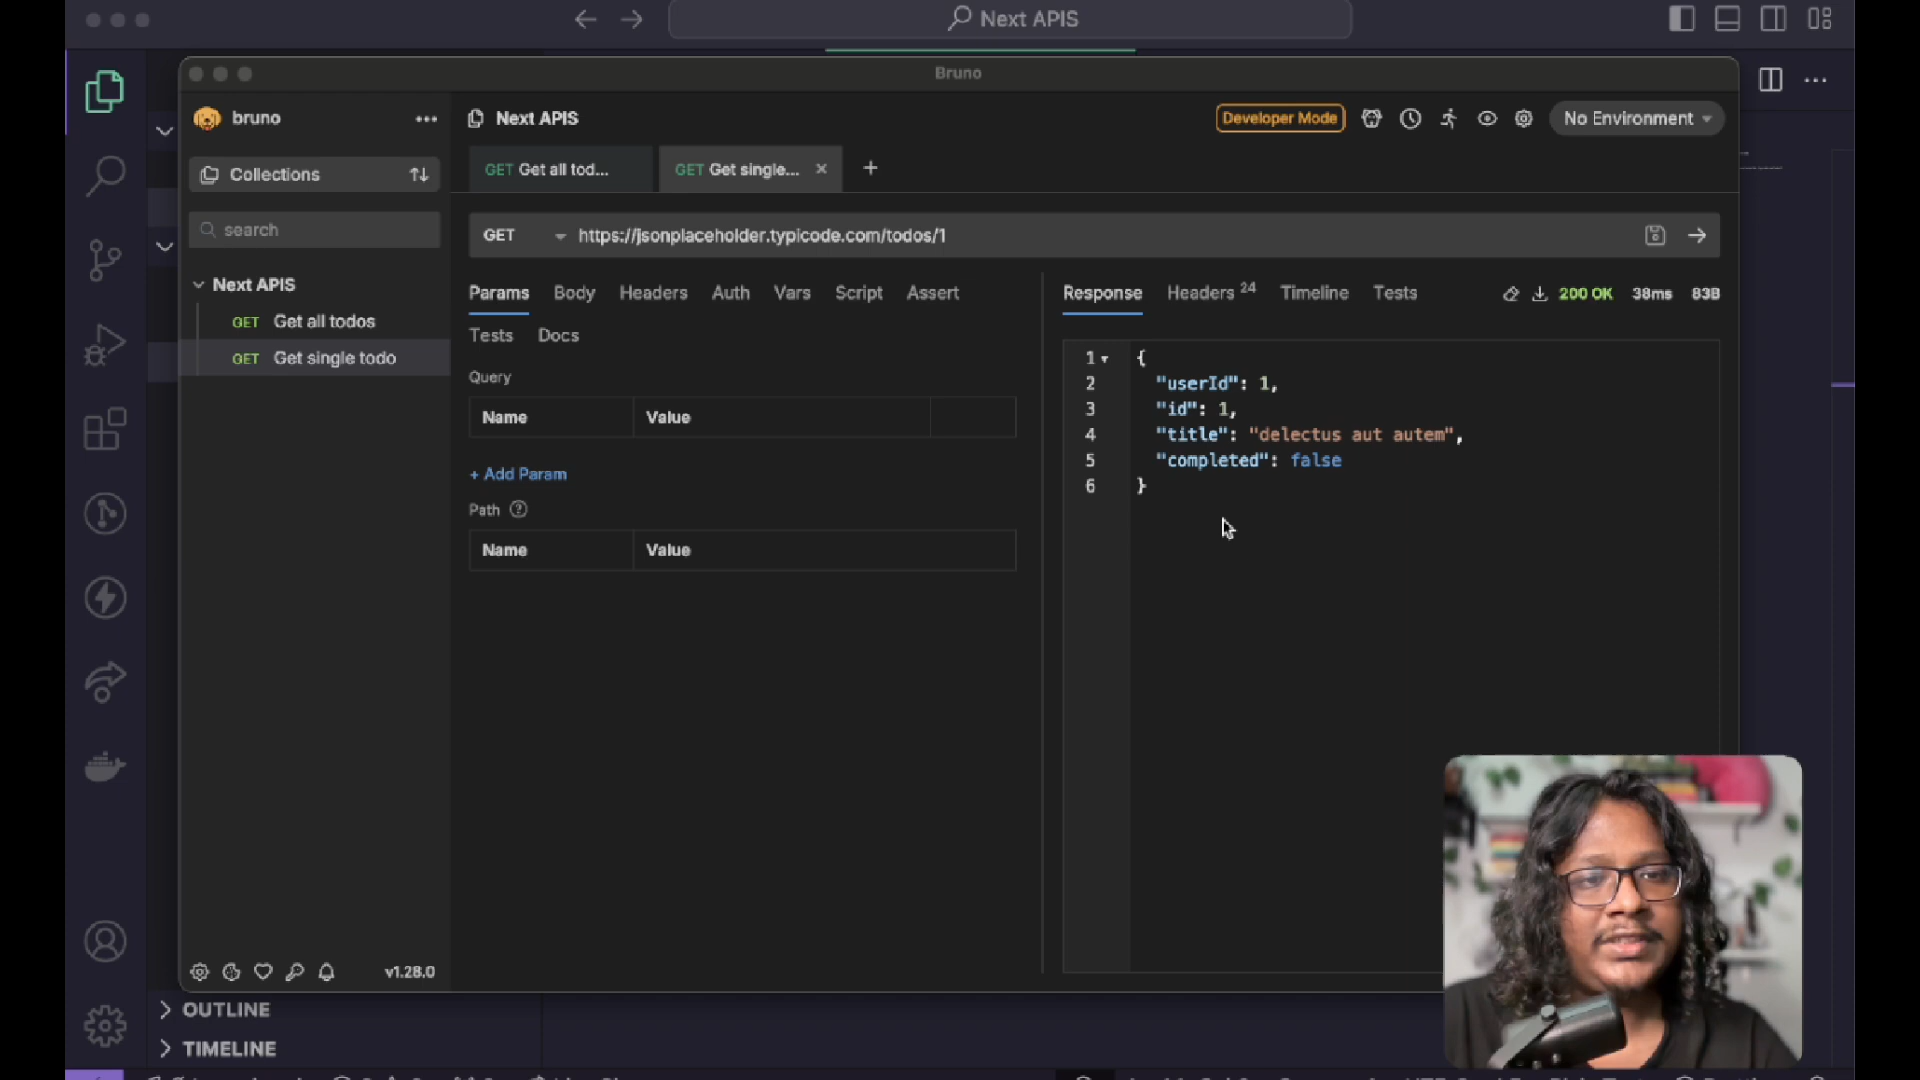 Next APIS
Bruno
bruno
Next APIS
Developer Mode
No Environment
Collections
GET Get all tod...
GET Get single...
search
GET
https://jsonplaceholder.typicode.com/todos/1
Next APIS
GET Get all todos
GET Get single todo
Params Body Headers Auth Vars Script Assert
Tests Docs
Query
Name Value
+ Add Param
Path
Name Value
Response Headers 24 Timeline Tests
200 OK 38ms 83B
1 {
2 "userId": 1,
3 "id": 1,
4 "title": "delectus aut autem",
5 "completed": false
6 }
v1.28.0
OUTLINE
TIMELINE